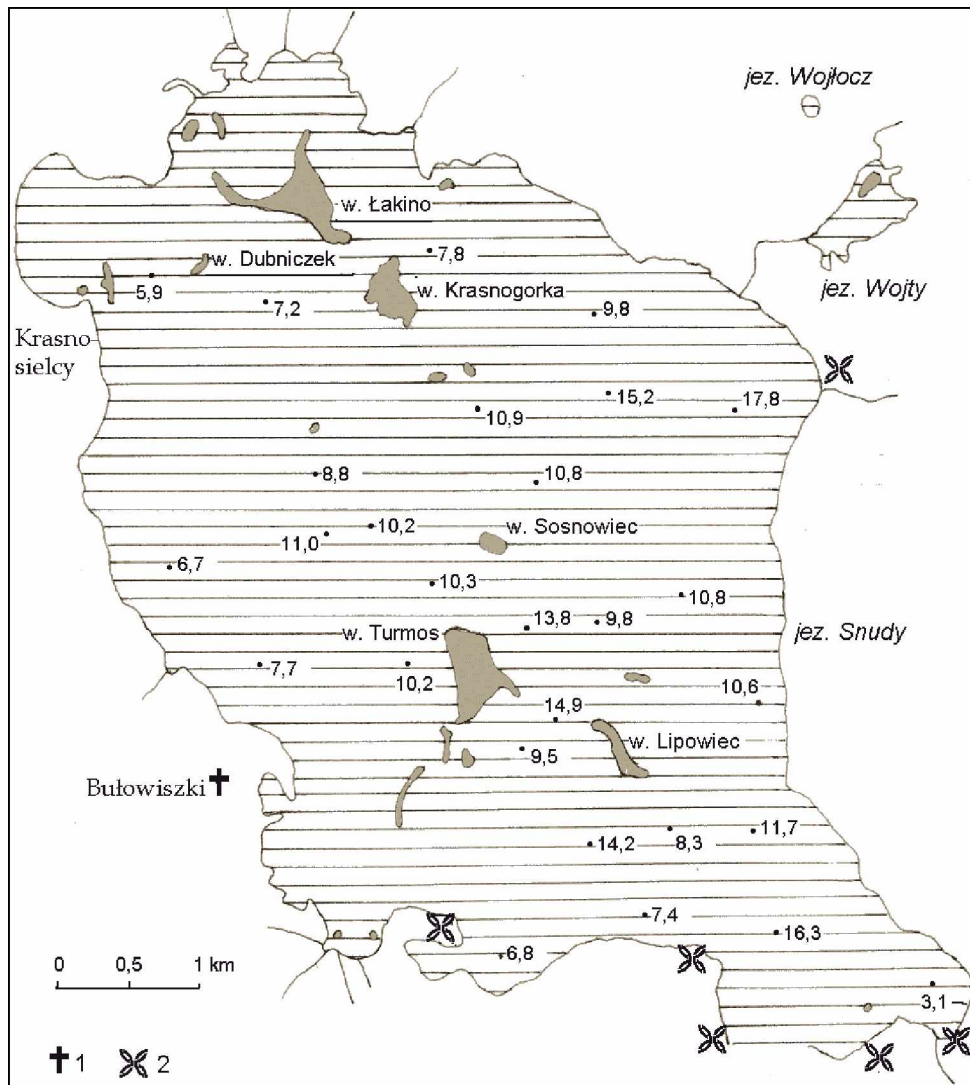 jez. Wojłocz
w. Łakino
w. Dubniczek
7,8
5,9
7,2
w. Krasnogorka
9,8
jez. Wojty
Krasno-
sielcy
15,2
17,8
10,9
8,8
10,8
10,2
11,0
w. Sosnowiec
6,7
10,3
10,8
13,8
9,8
w. Turmos
jez. Snudy
7,7
10,2
10,6
14,9
w. Lipowiec
9,5
Bułowiszki
11,7
14,2
8,3
7,4
16,3
6,8
3,1
0 0,5 1 km
1 2